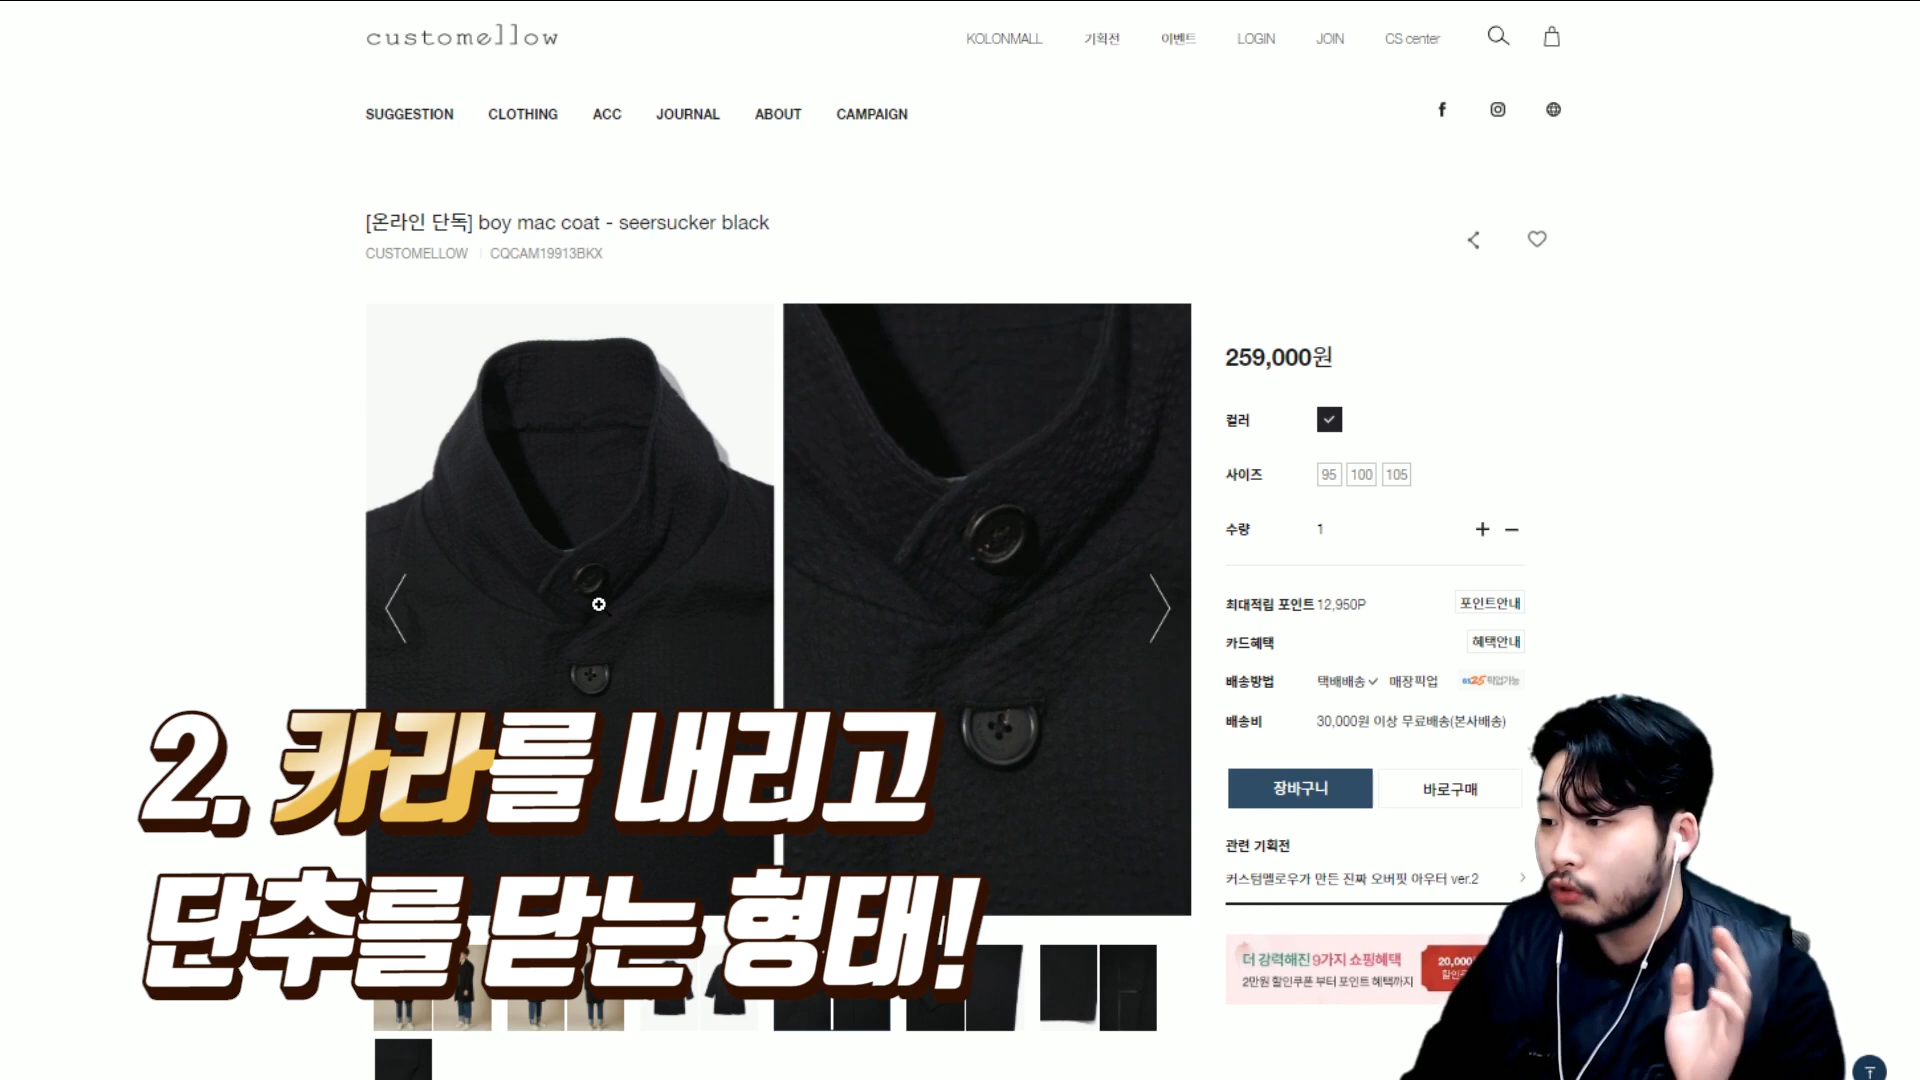 customellow
KOLONMALL 기획전 이벤트 LOGIN JOIN CS center
SUGGESTION CLOTHING ACC JOURNAL ABOUT CAMPAIGN
[온라인 단독] boy mac coat - seersucker black
CUSTOMELLOW CQCAM19913BKX
259,000원
컬러
사이즈 95 100 105
수량 1 + -
최대적립 포인트 12,950P 포인트안내
카드혜택 혜택안내
배송방법 택배배송 매장픽업 GS25 픽업가능
배송비 30,000원 이상 무료배송(본사배송)
장바구니 바로구매
관련 기획전
커스텀멜로우가 만든 진짜 오버핏 아우터 ver.2
더 강력해진 9가지 쇼핑혜택
2만원 할인쿠폰 부터 포인트 혜택까지
20,000
2. 카라를 내리고
단추를 닫는 형태!